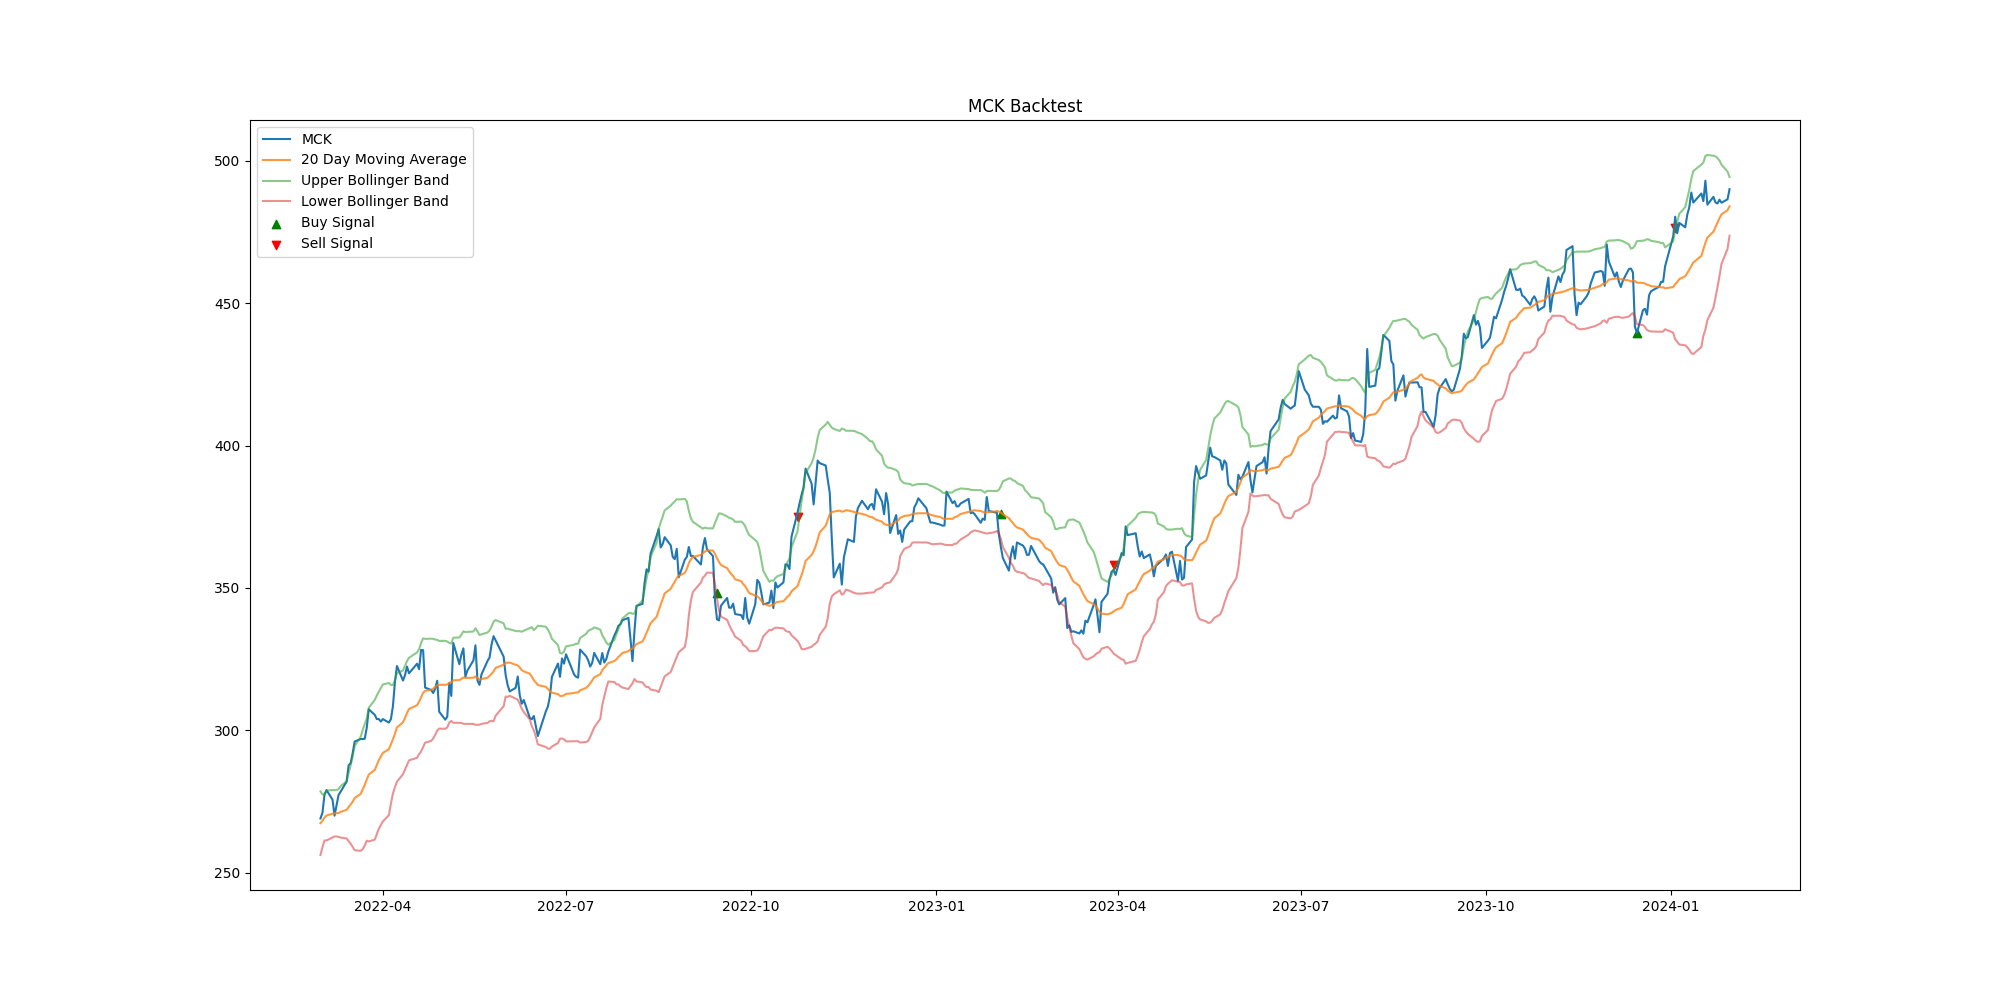 MCK Backtest
MCK
20 Day Moving Average
Upper Bollinger Band
Lower Bollinger Band
Buy Signal
Sell Signal
500
450
400
350
300
250
2022-04 2022-07 2022-10 2023-01 2023-04 2023-07 2023-10 2024-01